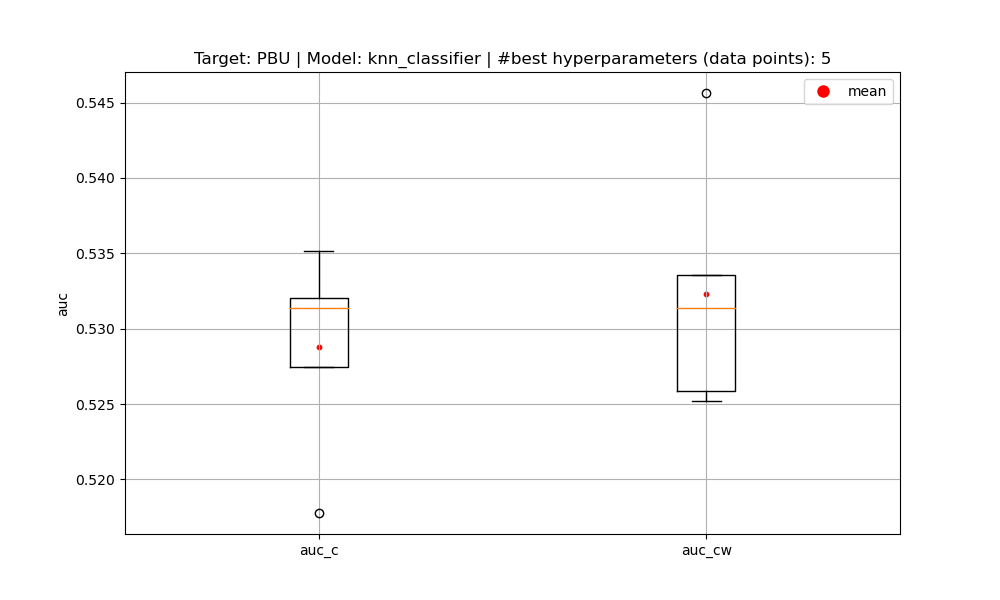 Target: PBU | Model: knn_classifier | #best hyperparameters (data points): 5
mean
0.545
0.540
0.535
0.530
0.525
0.520
auc
auc_c
auc_cw